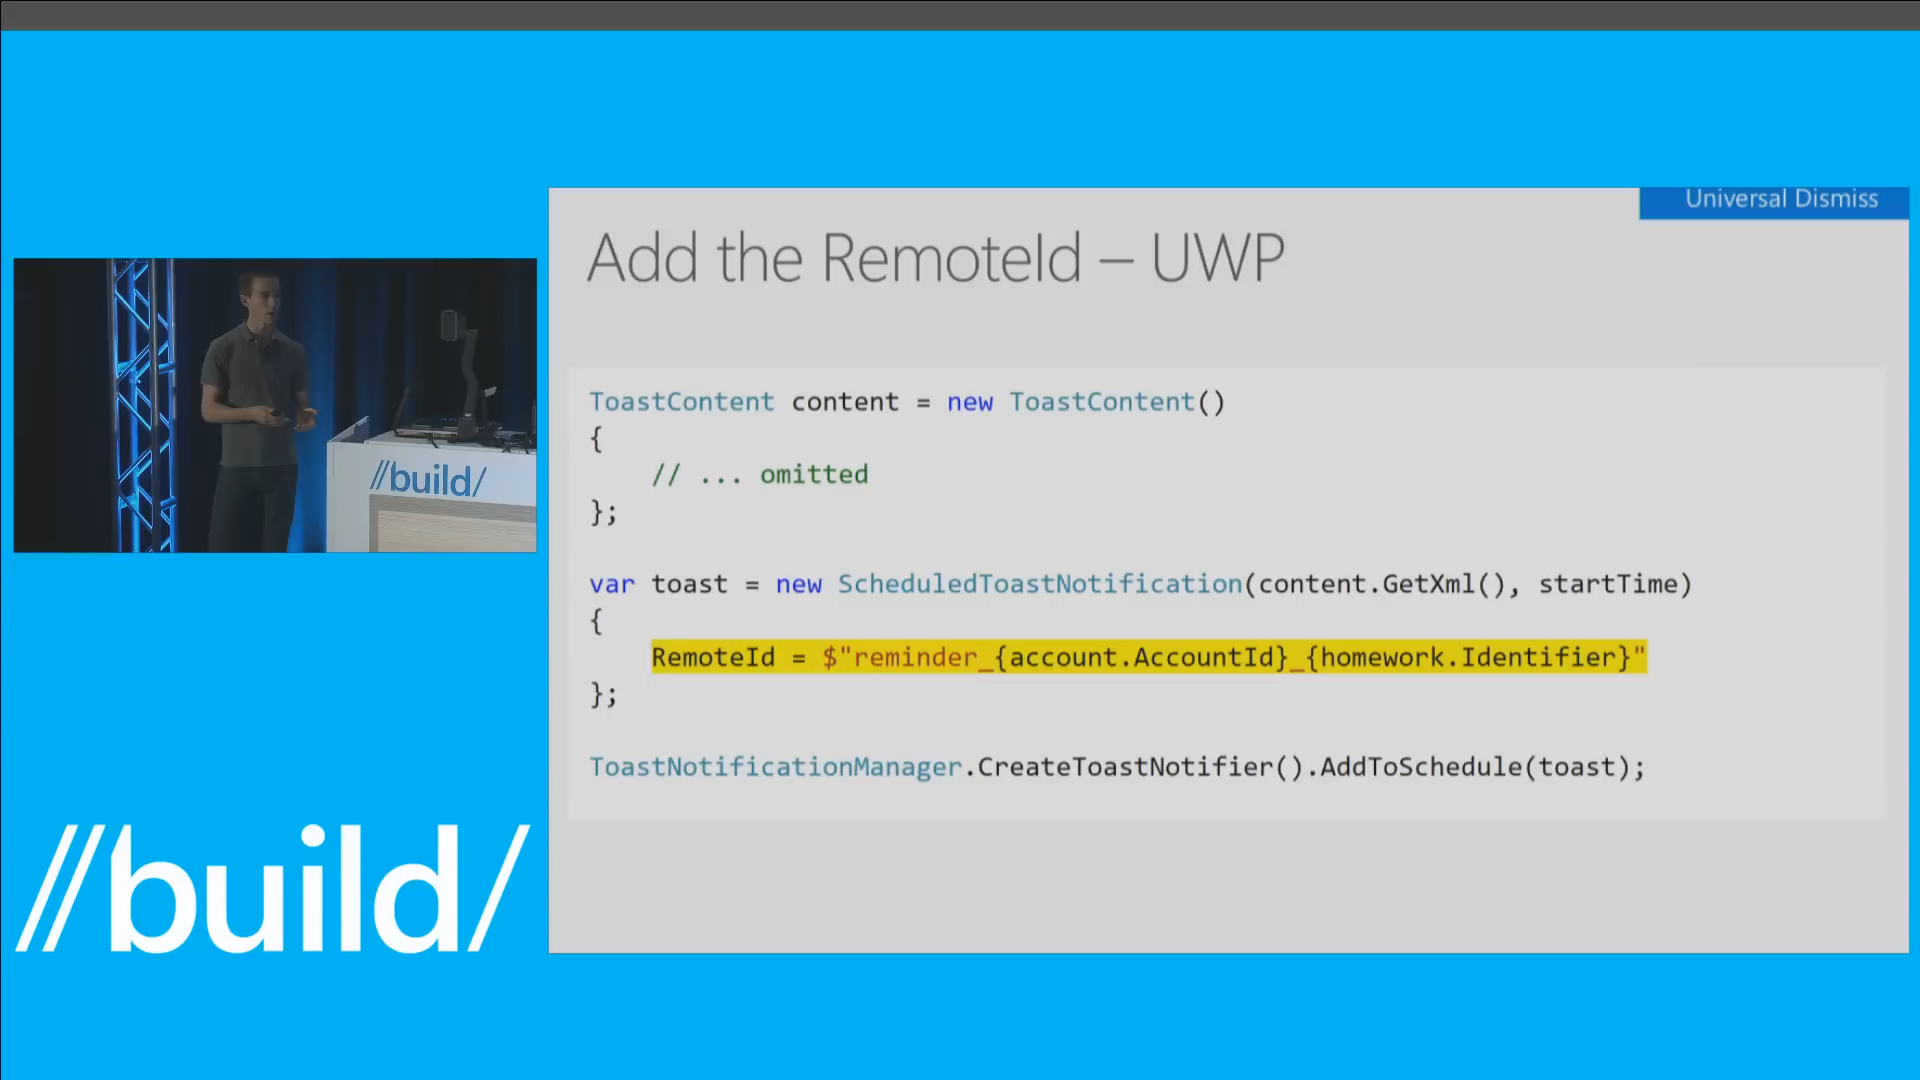 Universal Dismiss
Add the RemoteId – UWP
ToastContent content = new ToastContent()
{
// ... omitted
};
var toast = new ScheduledToastNotification(content.GetXml(), startTime)
{
RemoteId = $"reminder_{account.AccountId}_{homework.Identifier}"
};
ToastNotificationManager.CreateToastNotifier().AddToSchedule(toast);
//build/
//build/